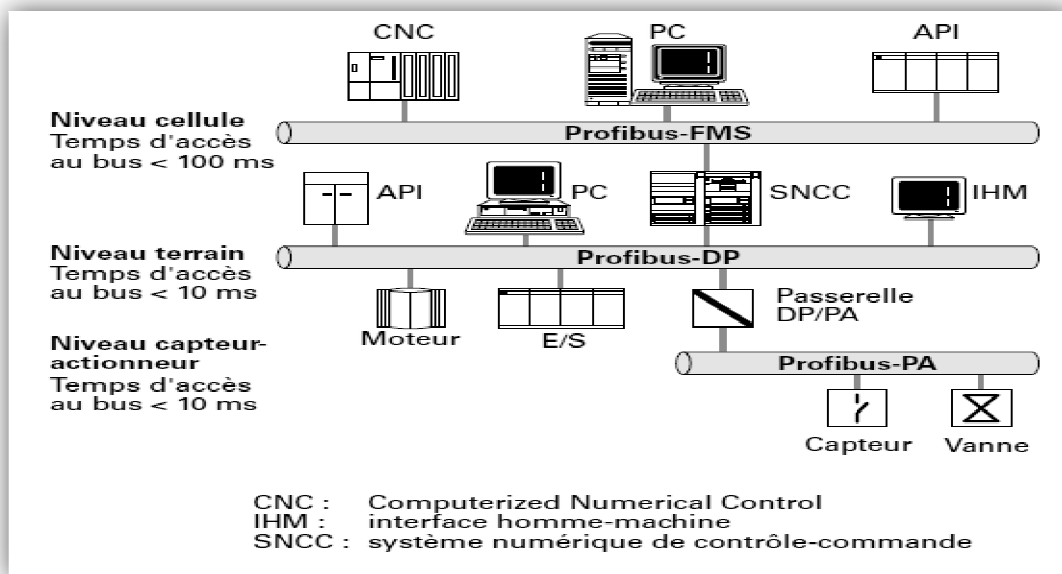 CNC
PC
API
Niveau cellule
Temps d'accès
au bus < 100 ms
Profibus-FMS
API
PC
SNCC
IHM
Niveau terrain
Temps d'accès
au bus < 10 ms
Profibus-DP
Moteur
E/S
Passerelle
DP/PA
Niveau capteur-
actionneur
Temps d'accès
au bus < 10 ms
Profibus-PA
Capteur
Vanne
CNC : Computerized Numerical Control
IHM : interface homme-machine
SNCC : système numérique de contrôle-commande